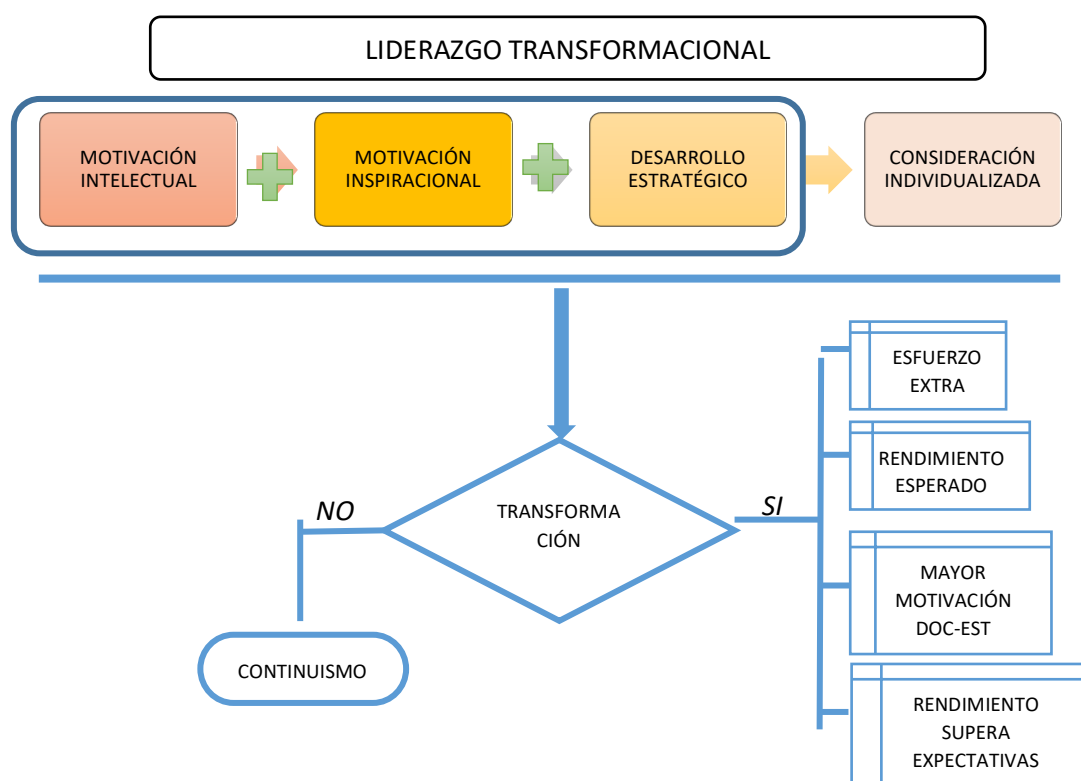 LIDERAZGO TRANSFORMACIONAL
MOTIVACIÓN
INTELECTUAL
MOTIVACIÓN
INSPIRACIONAL
DESARROLLO
ESTRATÉGICO
CONSIDERACIÓN
INDIVIDUALIZADA
NO
TRANSFORMA
CIÓN
SI
CONTINUISMO
ESFUERZO
EXTRA
RENDIMIENTO
ESPERADO
MAYOR
MOTIVACIÓN
DOC-EST
RENDIMIENTO
SUPERA
EXPECTATIVAS